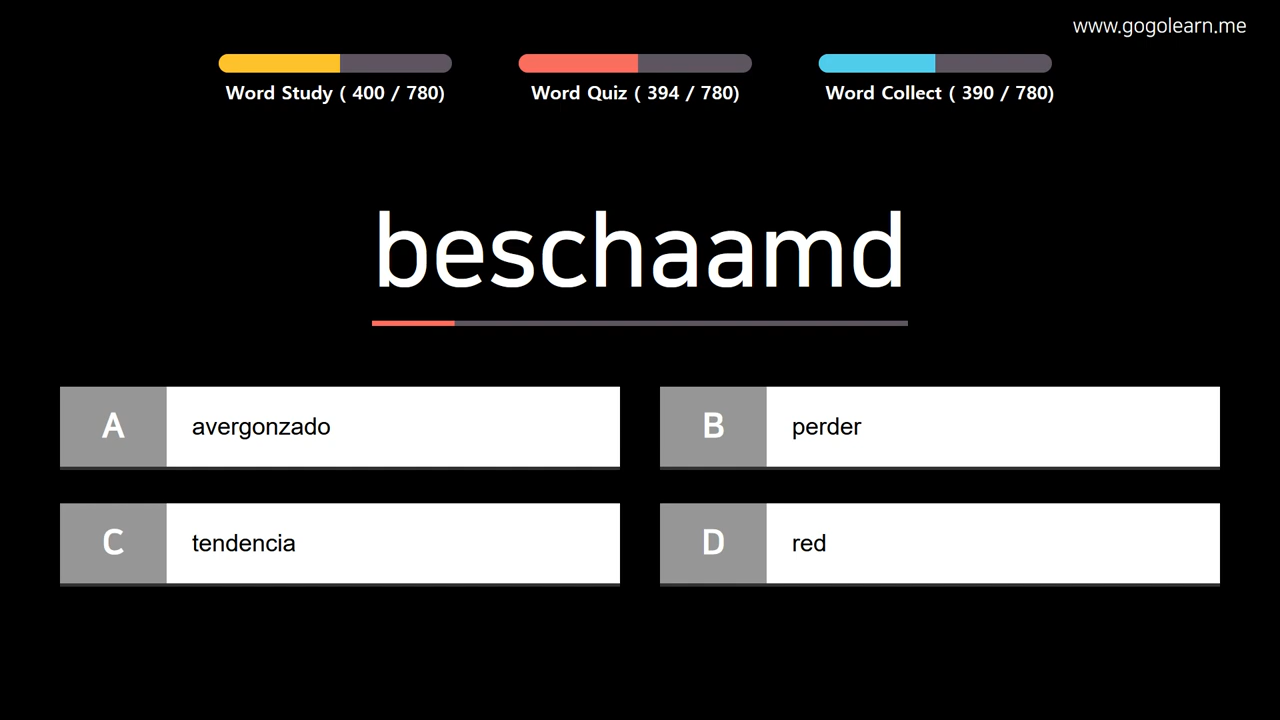 www.gogolearn.me
Word Study ( 400 / 780)
Word Quiz ( 394 / 780)
Word Collect ( 390 / 780)
beschaamd
A avergonzado
B perder
C tendencia
D red